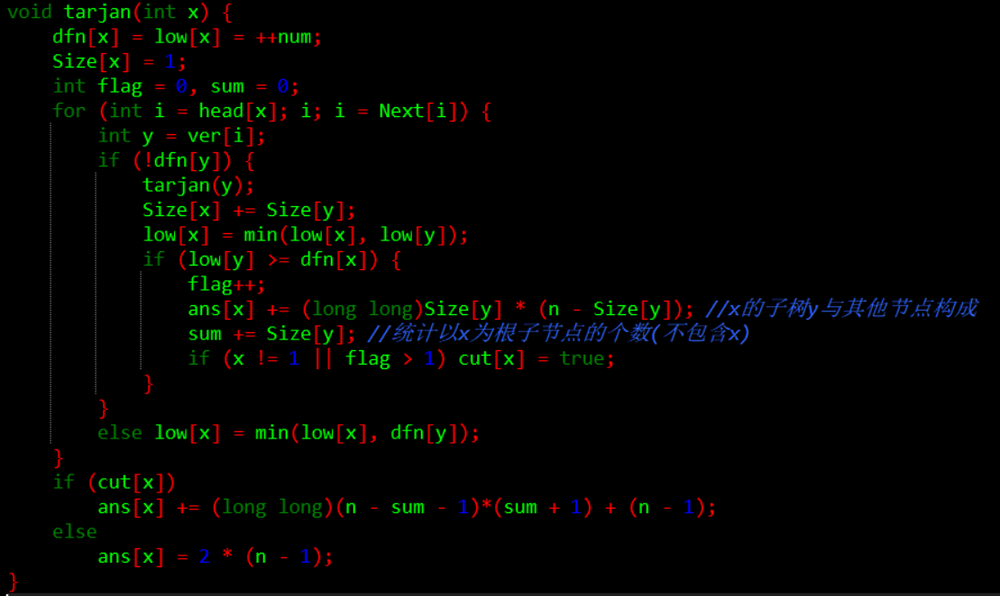 void tarjan(int x) {
    dfn[x] = low[x] = ++num;
    Size[x] = 1;
    int flag = 0, sum = 0;
    for (int i = head[x]; i; i = Next[i]) {
        int y = ver[i];
        if (!dfn[y]) {
            tarjan(y);
            Size[x] += Size[y];
            low[x] = min(low[x], low[y]);
            if (low[y] >= dfn[x]) {
                flag++;
                ans[x] += (long long)Size[y] * (n - Size[y]); //x的子树y与其他节点构成
                sum += Size[y]; //统计以x为根子节点的个数(不包含x)
                if (x != 1 || flag > 1) cut[x] = true;
            }
        }
        else low[x] = min(low[x], dfn[y]);
    }
    if (cut[x])
        ans[x] += (long long)(n - sum - 1)*(sum + 1) + (n - 1);
    else
        ans[x] = 2 * (n - 1);
}